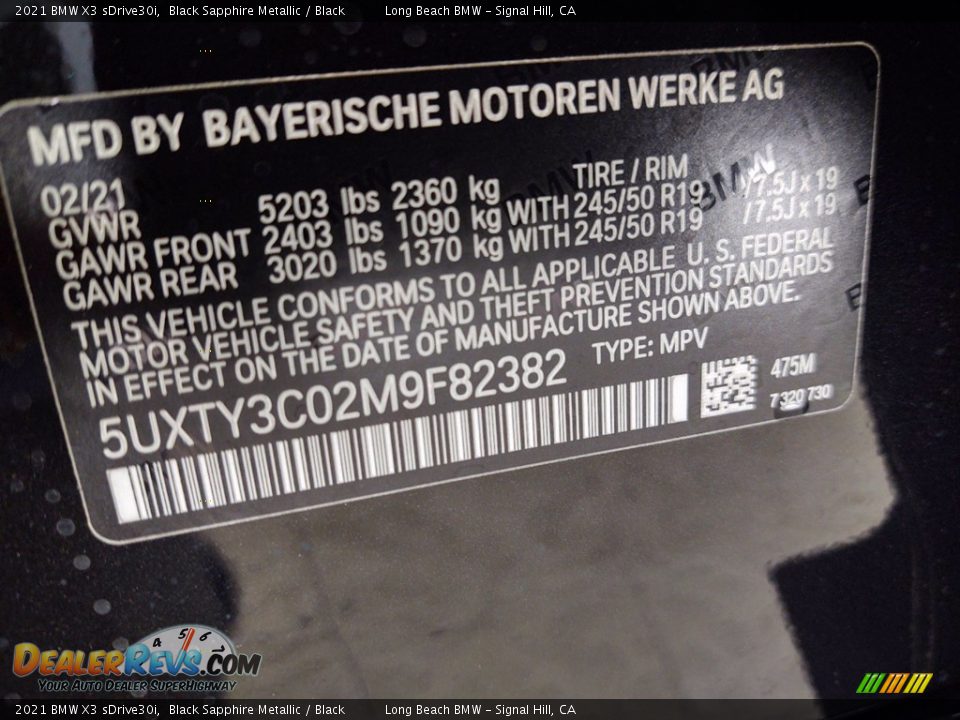 2021 BMW X3 sDrive30i, Black Sapphire Metallic / Black Long Beach BMW - Signal Hill, CA
MFD BY BAYERISCHE MOTOREN WERKE AG
02/21 TIRE / RIM
GVWR 5203 lbs 2360 kg
GAWR FRONT 2403 lbs 1090 kg WITH 245/50 R19 /7.5J x 19
GAWR REAR 3020 lbs 1370 kg WITH 245/50 R19 /7.5J x 19
THIS VEHICLE CONFORMS TO ALL APPLICABLE U. S. FEDERAL
MOTOR VEHICLE SAFETY AND THEFT PREVENTION STANDARDS
IN EFFECT ON THE DATE OF MANUFACTURE SHOWN ABOVE.
5UXTY3C02M9F82382 TYPE: MPV
475M
7 320 730
4 5 6
DEALERREVS.COM
YOUR AUTO DEALER SUPERHIGHWAY
2021 BMW X3 sDrive30i, Black Sapphire Metallic / Black Long Beach BMW - Signal Hill, CA